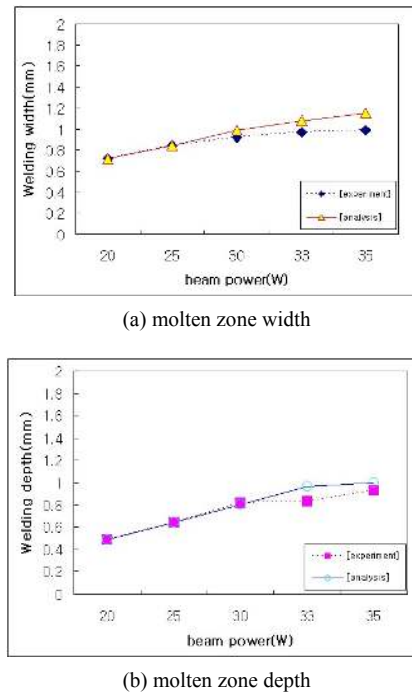 2
1.8
1.6
1.4
1.2
1
0.8
0.6
0.4
0.2
0
Welding width(mm)
[experiment]
[analysis]
20 25 30 33 35
beam power(W)
(a) molten zone width
2
1.8
1.6
1.4
1.2
1
0.8
0.6
0.4
0.2
0
Welding depth(mm)
[experiment]
[analysis]
20 25 30 33 35
beam power(W)
(b) molten zone depth